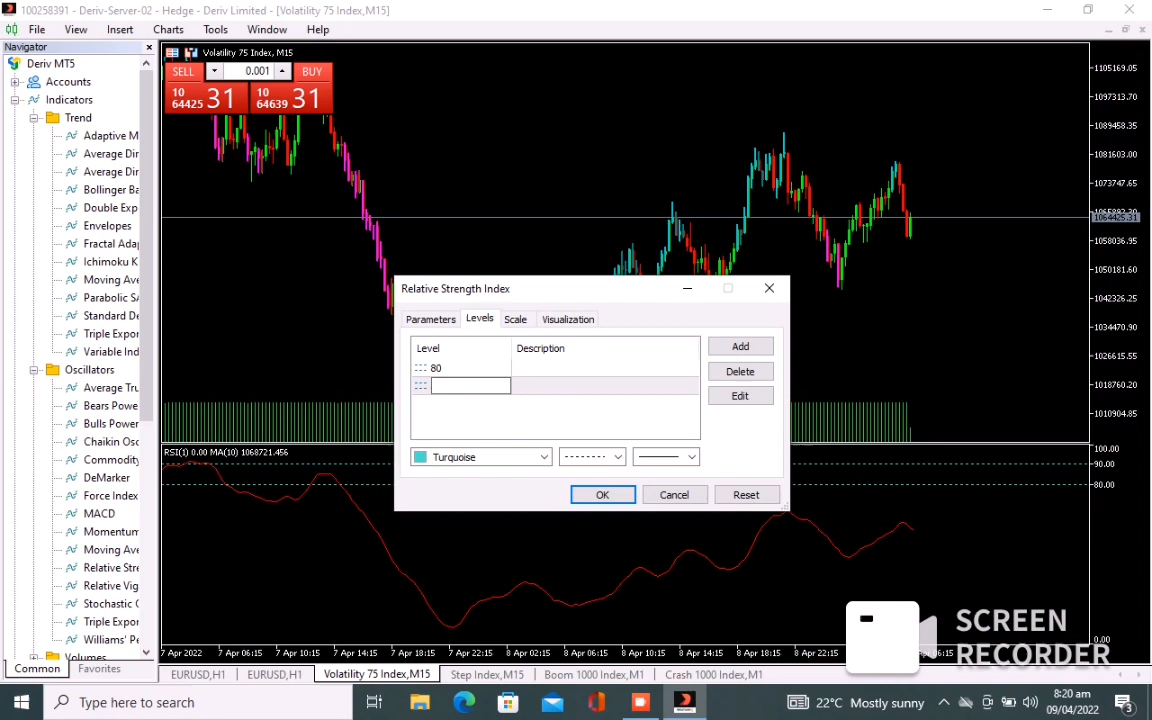 100258391 - Deriv-Server-02 - Hedge - Deriv Limited - [Volatility 75 Index,M15]
File View Insert Charts Tools Window Help
Navigator
Deriv MT5
Accounts
Indicators
Trend
Adaptive M
Average Dir
Average Dir
Bollinger Ba
Double Exp
Envelopes
Fractal Adap
Ichimoku K
Moving Ave
Parabolic SA
Standard De
Triple Expor
Variable Ind
Oscillators
Average Tru
Bears Powe
Bulls Power
Chaikin Osc
Commodity
DeMarker
Force Index
MACD
Momentum
Moving Ave
Relative Stre
Relative Vig
Stochastic O
Triple Expor
Williams' Pe
Volumes
Common Favorites
Volatility 75 Index, M15
SELL 0.001 BUY
10 64425 31 10 64639 31
1105169.05
1097313.70
1089458.35
1081603.00
1073747.65
1064425.31
1058036.95
1050181.60
1042326.25
1034470.90
1026615.55
1018760.20
1010904.85
Relative Strength Index
Parameters Levels Scale Visualization
Level Description
80
Add
Delete
Edit
Turquoise
OK Cancel Reset
RSI(1) 0.00 MA(10) 1068721.456
100.00
90.00
80.00
0.00
7 Apr 2022 7 Apr 06:15 7 Apr 10:15 7 Apr 14:15 7 Apr 18:15 7 Apr 22:15 8 Apr 02:15 8 Apr 06:15 8 Apr 10:15 8 Apr 14:15 8 Apr 18:15 8 Apr 22:15 06:15
EURUSD,H1 EURUSD,H1 Volatility 75 Index,M15 Step Index,M15 Boom 1000 Index,M1 Crash 1000 Index,M1
SCREEN
RECORDER
Type here to search
22°C Mostly sunny
8:20 am
09/04/2022
3